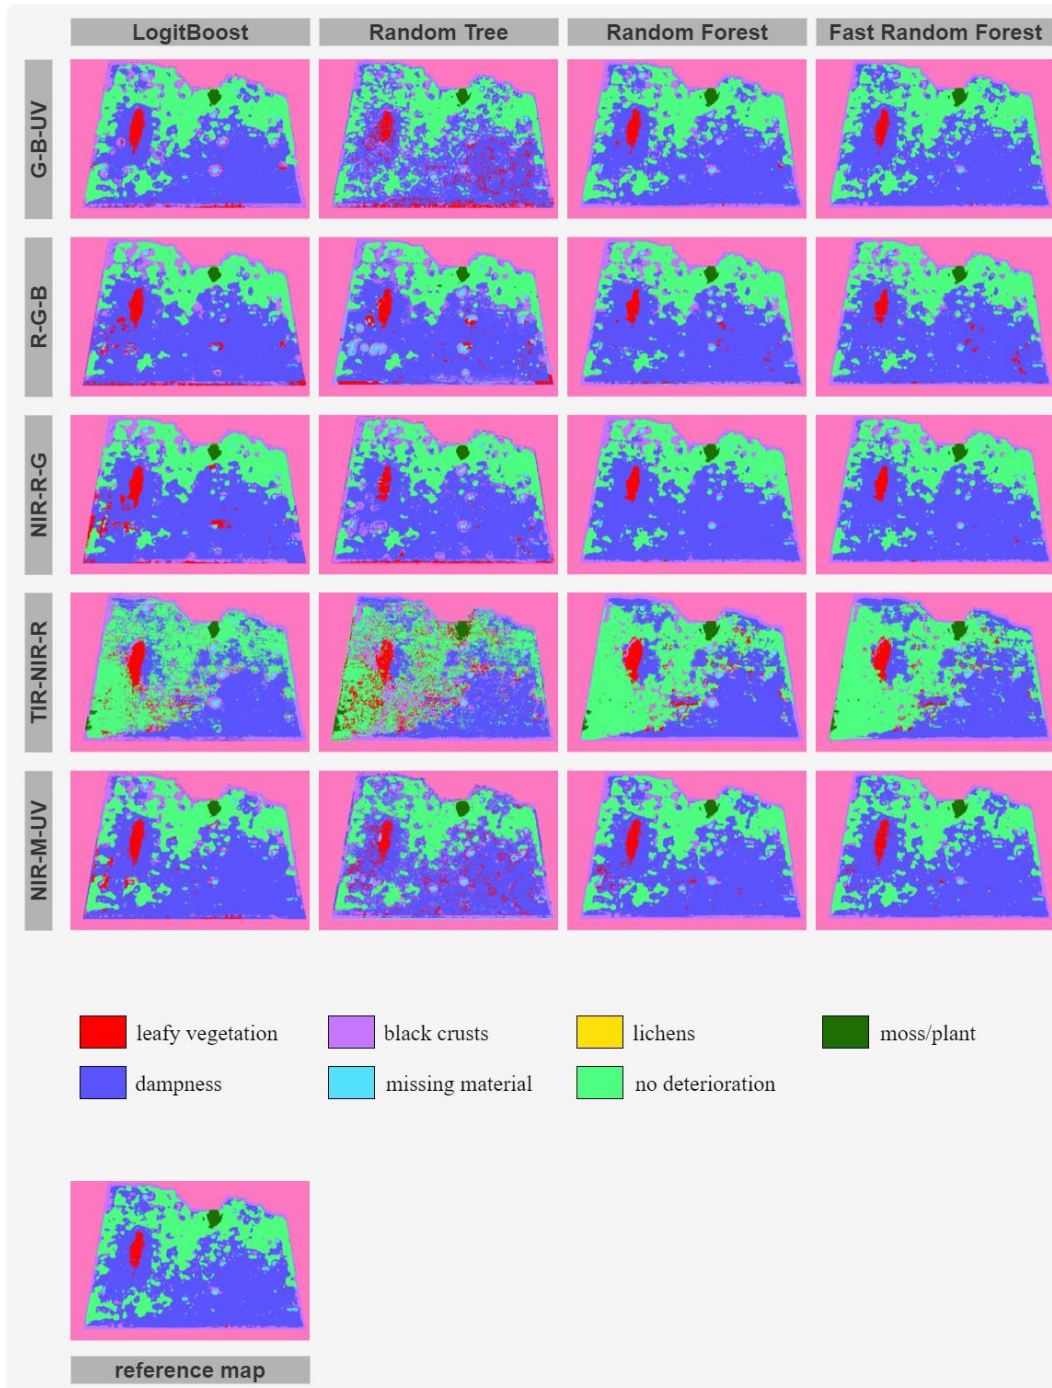 LogitBoost Random Tree Random Forest Fast Random Forest
G-B-UV
R-G-B
NIR-R-G
TIR-NIR-R
NIR-M-UV
leafy vegetation black crusts lichens moss/plant
dampness missing material no deterioration
reference map